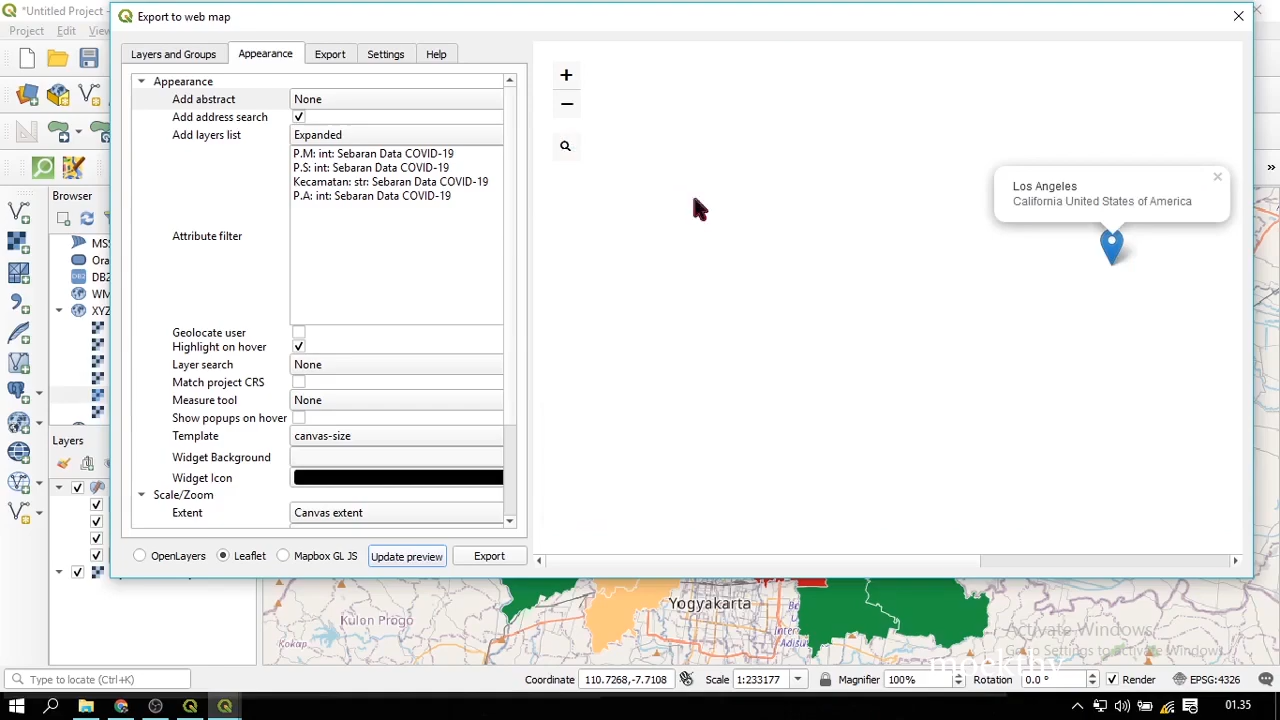 *Untitled Project -
Export to web map
Project
Edit
Layers and Groups
Appearance
Export
Settings
Help
Appearance
Add abstract
None
Add address search
Add layers list
Expanded
P.M: int: Sebaran Data COVID-19
P.S: int: Sebaran Data COVID-19
Kecamatan: str: Sebaran Data COVID-19
P.A: int: Sebaran Data COVID-19
Attribute filter
Geolocate user
Highlight on hover
Layer search
None
Match project CRS
Measure tool
None
Show popups on hover
Template
canvas-size
Widget Background
Widget Icon
Scale/Zoom
Extent
Canvas extent
OpenLayers
Leaflet
Mapbox GL JS
Update preview
Export
+
−
Los Angeles
California United States of America
×
Browser
DB2
Layers
Yogyakarta
Kulon Progo
Kokap
Activate Windows
Go to Settings to Activate Windows.
Type to locate (Ctrl+K)
Coordinate
110.7268,-7.7108
Scale
1:233177
Magnifier
100%
Rotation
0.0 °
Render
EPSG:4326
01.35